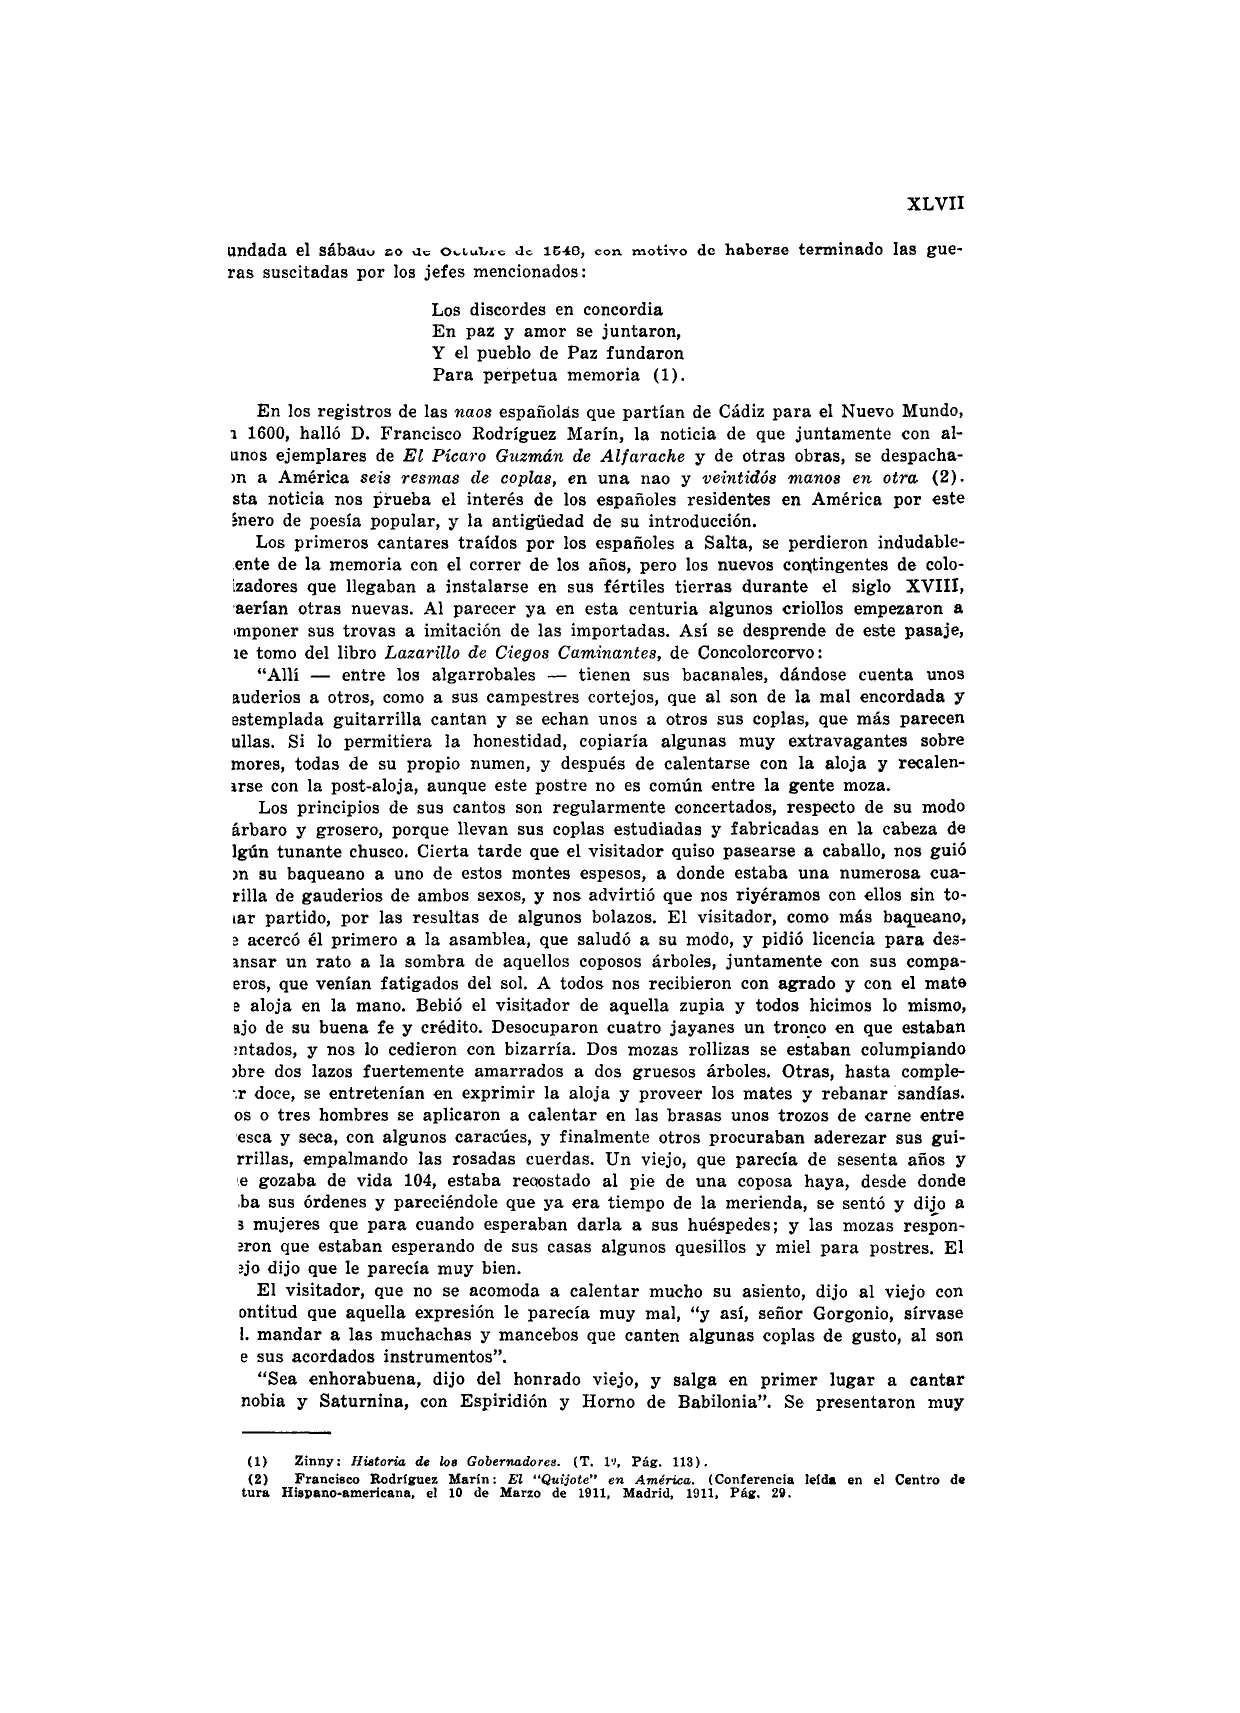 XLVII
undada el de 1548, con motivo de haberse terminado las gue-
ras suscitadas por los jefes mencionados:
Los discordes en concordia
En paz y amor se juntaron,
Y el pueblo de Paz fundaron
Para perpetua memoria (1).
En los registros de las naos españolas que partían de Cádiz para el Nuevo Mundo,
1600, halló D. Francisco Rodríguez Marín, la noticia de que juntamente con al-
unos ejemplares de El Pícaro Guzmán de Alfarache y de otras obras, se despacha-
on a América seis resmas de coplas, en una nao y veintidós manos en otra (2).
sta noticia nos prueba el interés de los españoles residentes en América por este
énero de poesía popular, y la antigüedad de su introducción.
Los primeros cantares traídos por los españoles a Salta, se perdieron indudable-
ente de la memoria con el correr de los años, pero los nuevos contingentes de colo-
izadores que llegaban a instalarse en sus fértiles tierras durante el siglo XVIII,
aerían otras nuevas. Al parecer ya en esta centuria algunos criollos empezaron a
mponer sus trovas a imitación de las importadas. Así se desprende de este pasaje,
ue tomo del libro Lazarillo de Ciegos Caminantes, de Concolorcorvo:
“Allí — entre los algarrobales — tienen sus bacanales, dándose cuenta unos
auderios a otros, como a sus campestres cortejos, que al son de la mal encordada y
estemplada guitarrilla cantan y se echan unos a otros sus coplas, que más parecen
ullas. Si lo permitiera la honestidad, copiaría algunas muy extravagantes sobre
mores, todas de su propio numen, y después de calentarse con la aloja y recalen-
arse con la post-aloja, aunque este postre no es común entre la gente moza.
Los principios de sus cantos son regularmente concertados, respecto de su modo
árbaro y grosero, porque llevan sus coplas estudiadas y fabricadas en la cabeza de
lgún tunante chusco. Cierta tarde que el visitador quiso pasearse a caballo, nos guió
on su baqueano a uno de estos montes espesos, a donde estaba una numerosa cua-
rilla de gauderios de ambos sexos, y nos advirtió que nos riyéramos con ellos sin to-
ar partido, por las resultas de algunos bolazos. El visitador, como más baqueano,
e acercó él primero a la asamblea, que saludó a su modo, y pidió licencia para des-
ansar un rato a la sombra de aquellos coposos árboles, juntamente con sus compa-
eros, que venían fatigados del sol. A todos nos recibieron con agrado y con el mate
e aloja en la mano. Bebió el visitador de aquella zupia y todos hicimos lo mismo,
ajo de su buena fe y crédito. Desocuparon cuatro jayanes un tronco en que estaban
entados, y nos lo cedieron con bizarría. Dos mozas rollizas se estaban columpiando
obre dos lazos fuertemente amarrados a dos gruesos árboles. Otras, hasta comple-
r doce, se entretenían en exprimir la aloja y proveer los mates y rebanar sandías.
os o tres hombres se aplicaron a calentar en las brasas unos trozos de carne entre
esca y seca, con algunos caracúes, y finalmente otros procuraban aderezar sus gui-
rrillas, empalmando las rosadas cuerdas. Un viejo, que parecía de sesenta años y
e gozaba de vida 104, estaba recostado al pie de una coposa haya, desde donde
ba sus órdenes y pareciéndole que ya era tiempo de la merienda, se sentó y dijo a
s mujeres que para cuando esperaban darla a sus huéspedes; y las mozas respon-
eron que estaban esperando de sus casas algunos quesillos y miel para postres. El
ejo dijo que le parecía muy bien.
El visitador, que no se acomoda a calentar mucho su asiento, dijo al viejo con
ontitud que aquella expresión le parecía muy mal, “y así, señor Gorgonio, sírvase
l. mandar a las muchachas y mancebos que canten algunas coplas de gusto, al son
e sus acordados instrumentos”.
“Sea enhorabuena, dijo del honrado viejo, y salga en primer lugar a cantar
nobia y Saturnina, con Espiridión y Horno de Babilonia”. Se presentaron muy
(1) Zinny: Historia de los Gobernadores. (T. 1º, Pág. 113).
(2) Francisco Rodríguez Marín: El “Quijote” en América. (Conferencia leída en el Centro de
tura Hispano-americana, el 10 de Marzo de 1911, Madrid, 1911, Pág. 29.